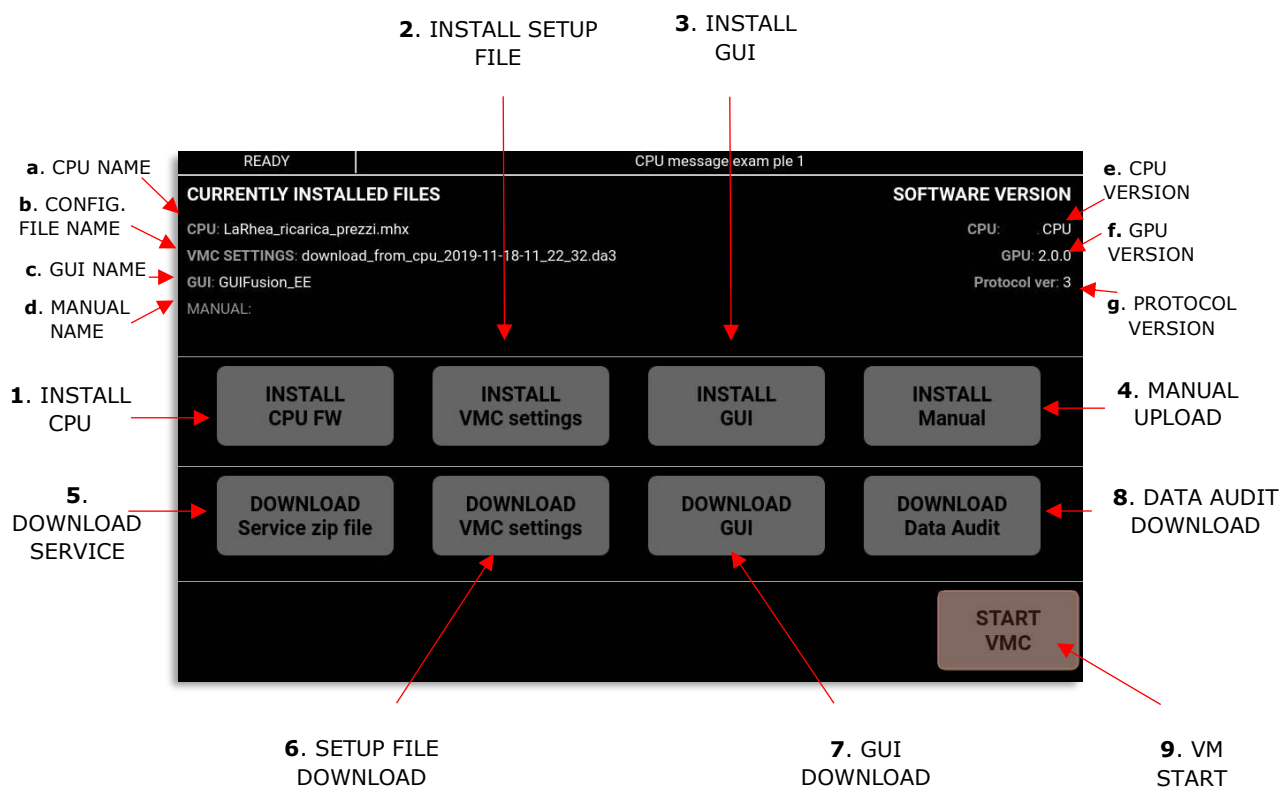 2. INSTALL SETUP
FILE
3. INSTALL
GUI
READY
CPU message exam ple 1
a. CPU NAME
b. CONFIG.
FILE NAME
c. GUI NAME
d. MANUAL
NAME
CURRENTLY INSTALLED FILES
CPU: LaRhea_ricarica_prezzi.mhx
VMC SETTINGS: download_from_cpu_2019-11-18-11_22_32.da3
GUI: GUIFusion_EE
MANUAL:
SOFTWARE VERSION
CPU: . CPU
GPU: 2.0.0
Protocol ver: 3
e. CPU
VERSION
f. GPU
VERSION
g. PROTOCOL
VERSION
1. INSTALL
CPU
INSTALL
CPU FW
INSTALL
VMC settings
INSTALL
GUI
INSTALL
Manual
4. MANUAL
UPLOAD
5.
DOWNLOAD
SERVICE
DOWNLOAD
Service zip file
DOWNLOAD
VMC settings
DOWNLOAD
GUI
DOWNLOAD
Data Audit
8. DATA AUDIT
DOWNLOAD
START
VMC
6. SETUP FILE
DOWNLOAD
7. GUI
DOWNLOAD
9. VM
START